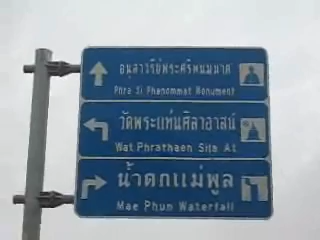 อนุสาวรีย์พระศรีพนมมาศ
Phra Si Phanommat Monument
วัดพระแท่นศิลาอาสน์
Wat Phrathaen Sila At
น้ำตกแม่พูล
Mae Phun Waterfall